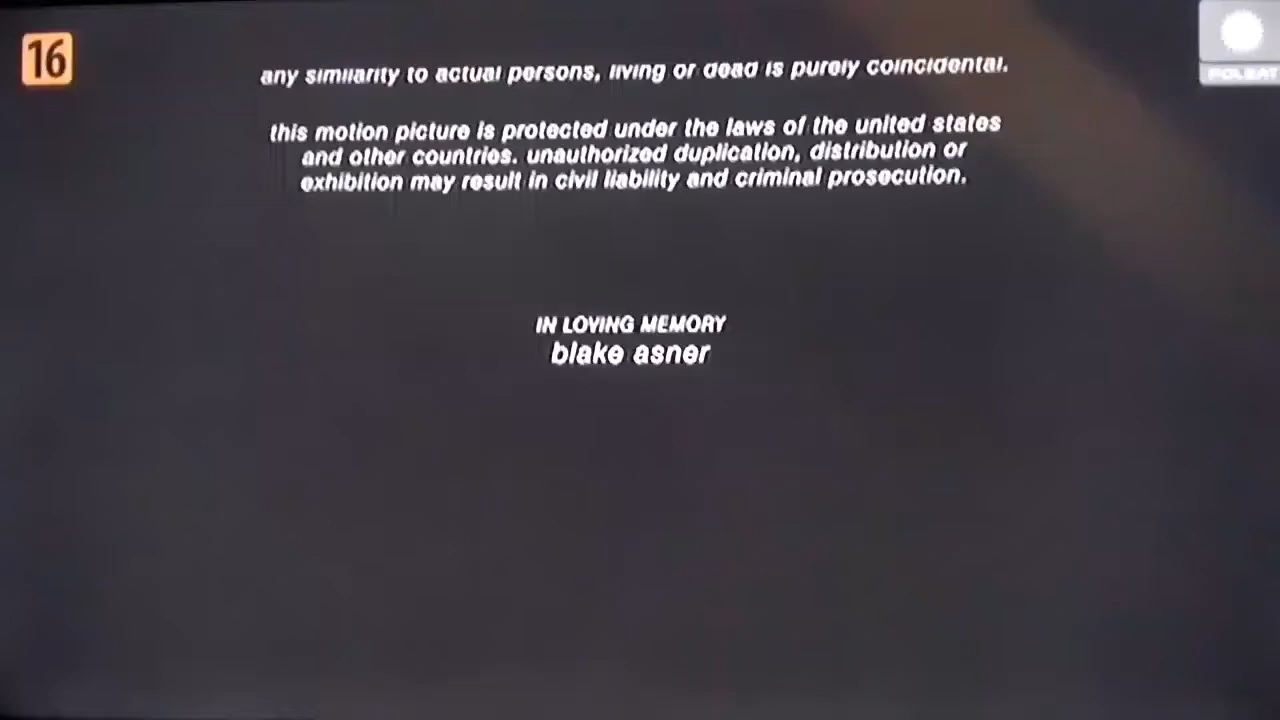 16
any similarity to actual persons, living or dead is purely coincidental.
this motion picture is protected under the laws of the united states
and other countries. unauthorized duplication, distribution or
exhibition may result in civil liability and criminal prosecution.
IN LOVING MEMORY
blake asner
POLSAT